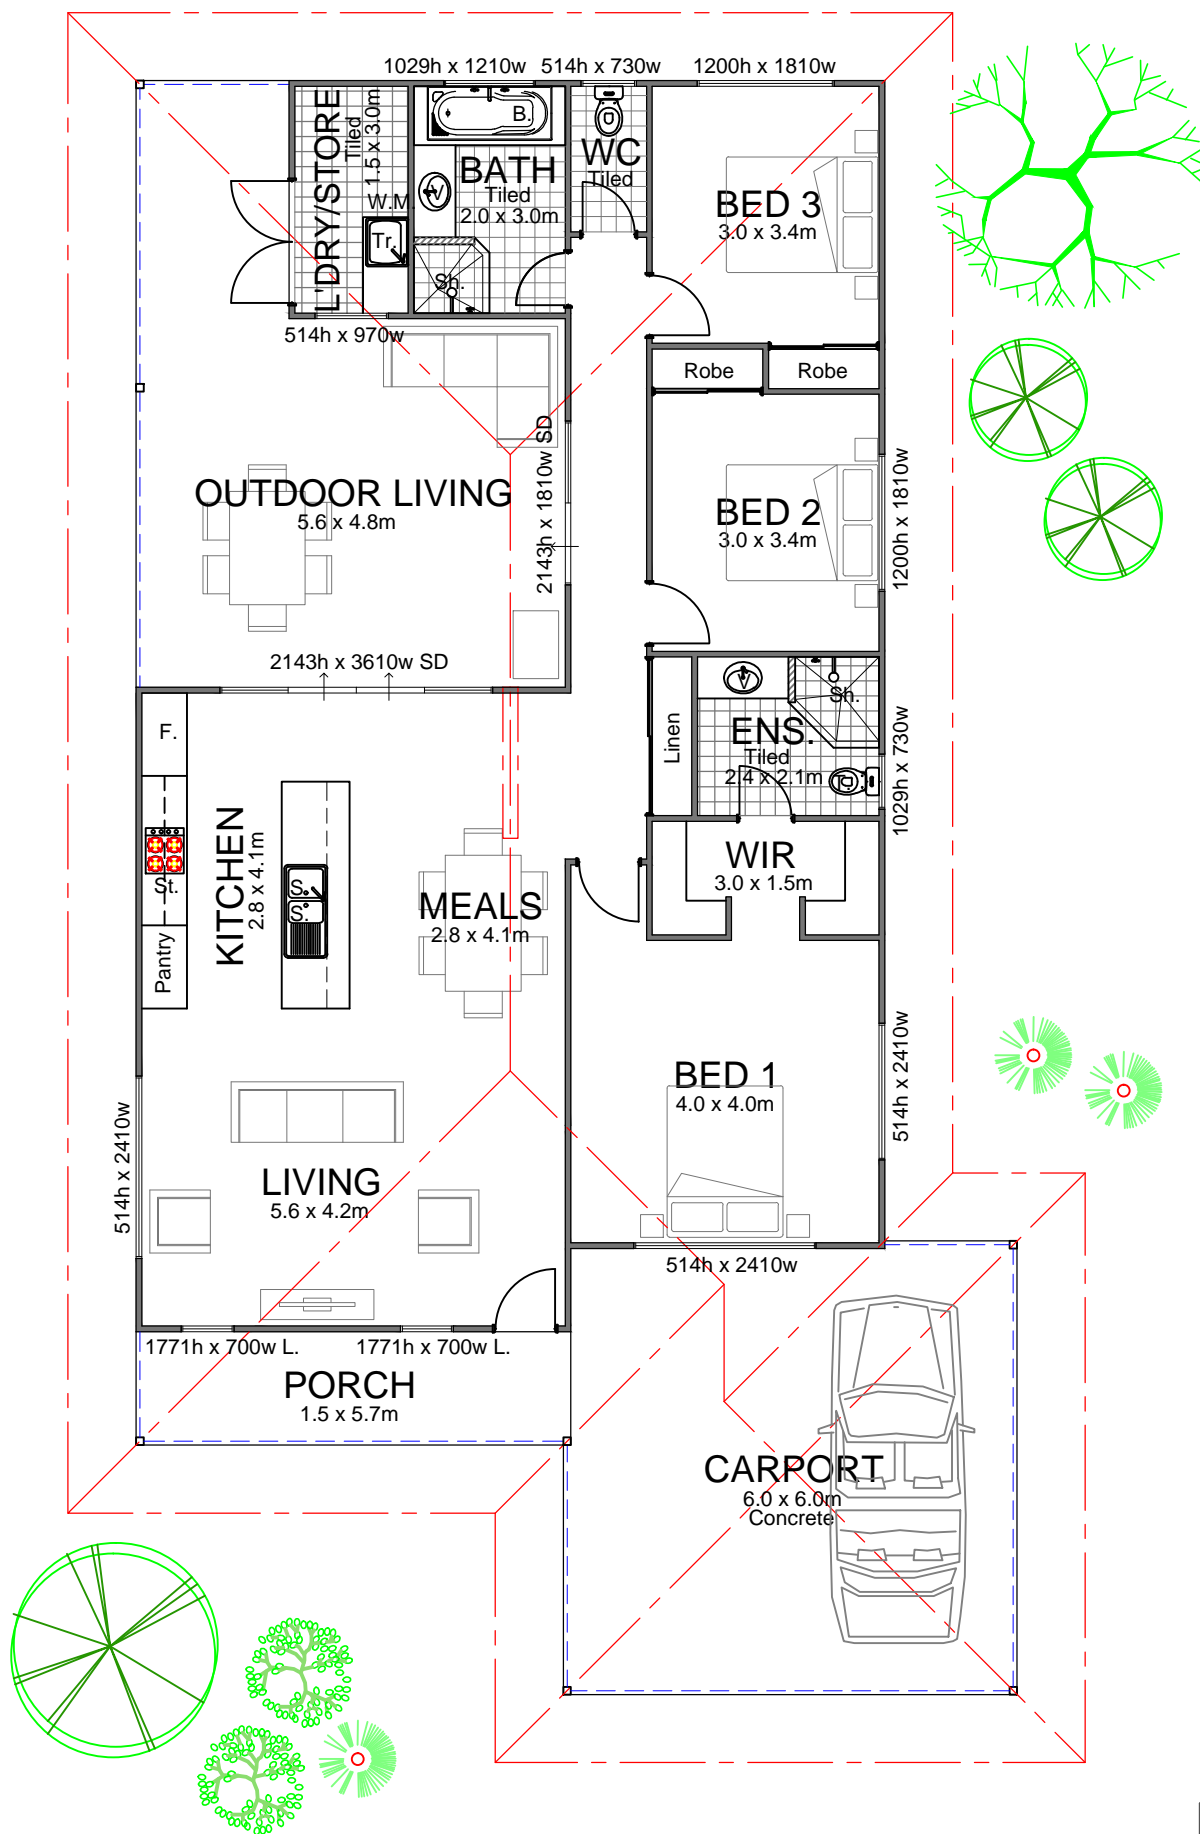 1029h x 1210w
514h x 730w
1200h x 1810w
L'DRY/STORE
Tiled
1.5 x 3.0m
W.M.
Tr.
B.
BATH
Tiled
2.0 x 3.0m
V
Sh.
WC
Tiled
BED 3
3.0 x 3.4m
514h x 970w
Robe
Robe
OUTDOOR LIVING
5.6 x 4.8m
2143h x 1810w SD
BED 2
3.0 x 3.4m
1200h x 1810w
2143h x 3610w SD
F.
Linen
V
Sh.
ENS.
Tiled
2.4 x 2.1m
T.
1029h x 730w
KITCHEN
2.8 x 4.1m
St.
Pantry
S.
S.
MEALS
2.8 x 4.1m
WIR
3.0 x 1.5m
BED 1
4.0 x 4.0m
514h x 2410w
514h x 2410w
LIVING
5.6 x 4.2m
514h x 2410w
1771h x 700w L.
1771h x 700w L.
PORCH
1.5 x 5.7m
CARPORT
6.0 x 6.0m
Concrete